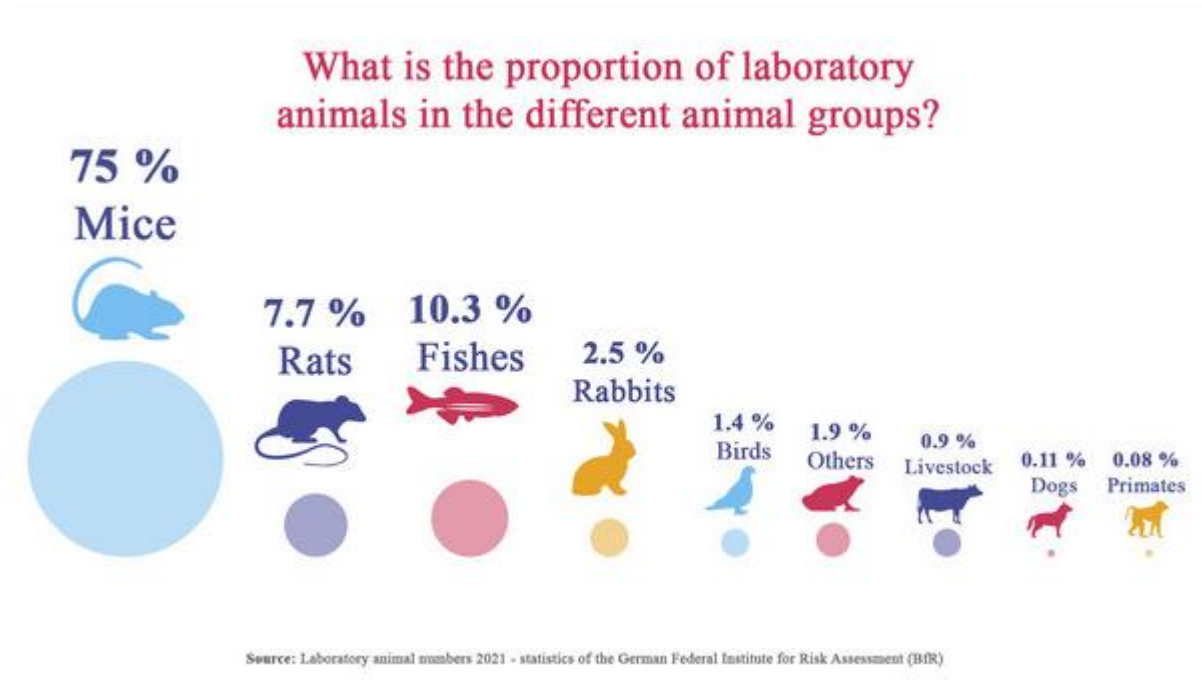 What is the proportion of laboratory
animals in the different animal groups?
75 %
Mice
7.7 %
Rats
10.3 %
Fishes
2.5 %
Rabbits
1.4 %
Birds
1.9 %
Others
0.9 %
Livestock
0.11 %
Dogs
0.08 %
Primates
Source: Laboratory animal numbers 2021 - statistics of the German Federal Institute for Risk Assessment (BfR)